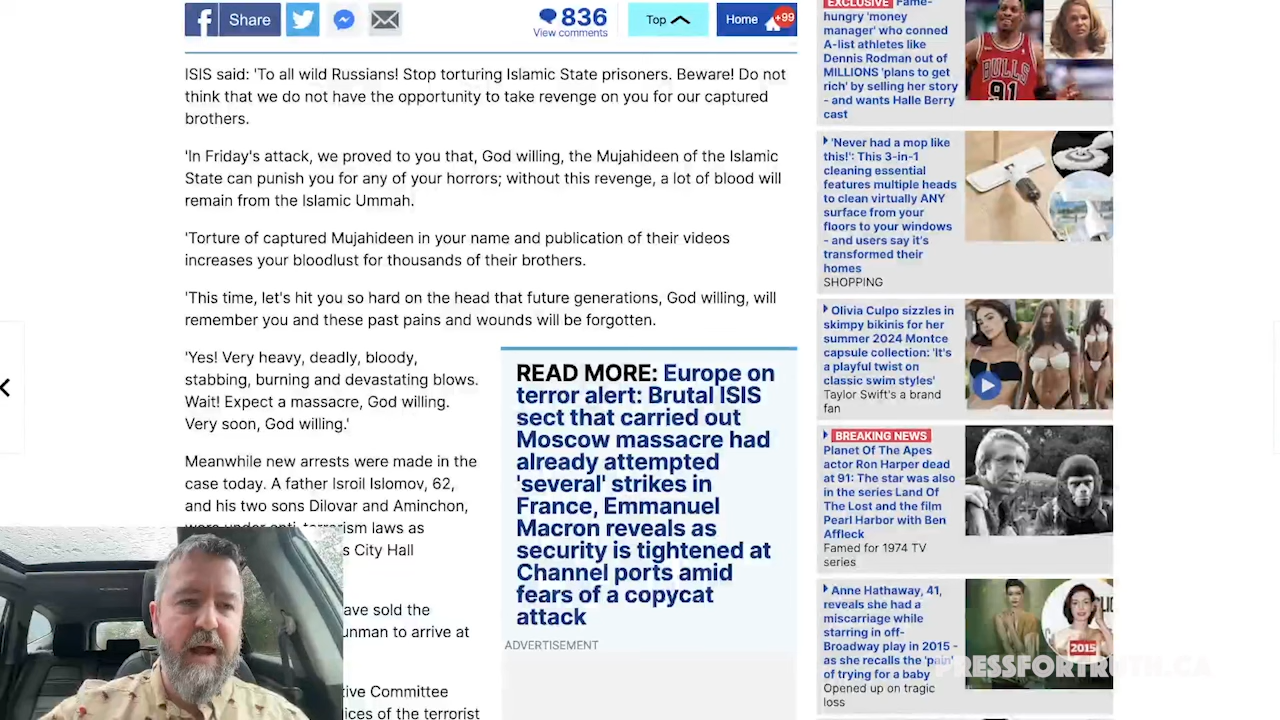 Share
836
View comments
Top
Home
+99
ISIS said: 'To all wild Russians! Stop torturing Islamic State prisoners. Beware! Do not
think that we do not have the opportunity to take revenge on you for our captured
brothers.
'In Friday's attack, we proved to you that, God willing, the Mujahideen of the Islamic
State can punish you for any of your horrors; without this revenge, a lot of blood will
remain from the Islamic Ummah.
'Torture of captured Mujahideen in your name and publication of their videos
increases your bloodlust for thousands of their brothers.
'This time, let's hit you so hard on the head that future generations, God willing, will
remember you and these past pains and wounds will be forgotten.
'Yes! Very heavy, deadly, bloody,
stabbing, burning and devastating blows.
Wait! Expect a massacre, God willing.
Very soon, God willing.'
Meanwhile new arrests were made in the
case today. A father Isroil Islomov, 62,
and his two sons Dilovar and Aminchon,
were under anti-terrorism laws as
s City Hall
ave sold the
unman to arrive at
tive Committee
ices of the terrorist
READ MORE: Europe on
terror alert: Brutal ISIS
sect that carried out
Moscow massacre had
already attempted
'several' strikes in
France, Emmanuel
Macron reveals as
security is tightened at
Channel ports amid
fears of a copycat
attack
ADVERTISEMENT
EXCLUSIVE Fame-
hungry 'money
manager' who conned
A-list athletes like
Dennis Rodman out of
MILLIONS 'plans to get
rich' by selling her story
- and wants Halle Berry
cast
BULLS
91
'Never had a mop like
this!': This 3-in-1
cleaning essential
features multiple heads
to clean virtually ANY
surface from your
floors to your windows
- and users say it's
transformed their
homes
SHOPPING
Olivia Culpo sizzles in
skimpy bikinis for her
summer 2024 Montce
capsule collection: 'It's
a playful twist on
classic swim styles'
Taylor Swift's a brand
fan
BREAKING NEWS
Planet Of The Apes
actor Ron Harper dead
at 91: The star was also
in the series Land Of
The Lost and the film
Pearl Harbor with Ben
Affleck
Famed for 1974 TV
series
Anne Hathaway, 41,
reveals she had a
miscarriage while
starring in off-
Broadway play in 2015 -
as she recalls the 'pain'
of trying for a baby
Opened up on tragic
loss
2015
PRESSFORTRUTH.CA